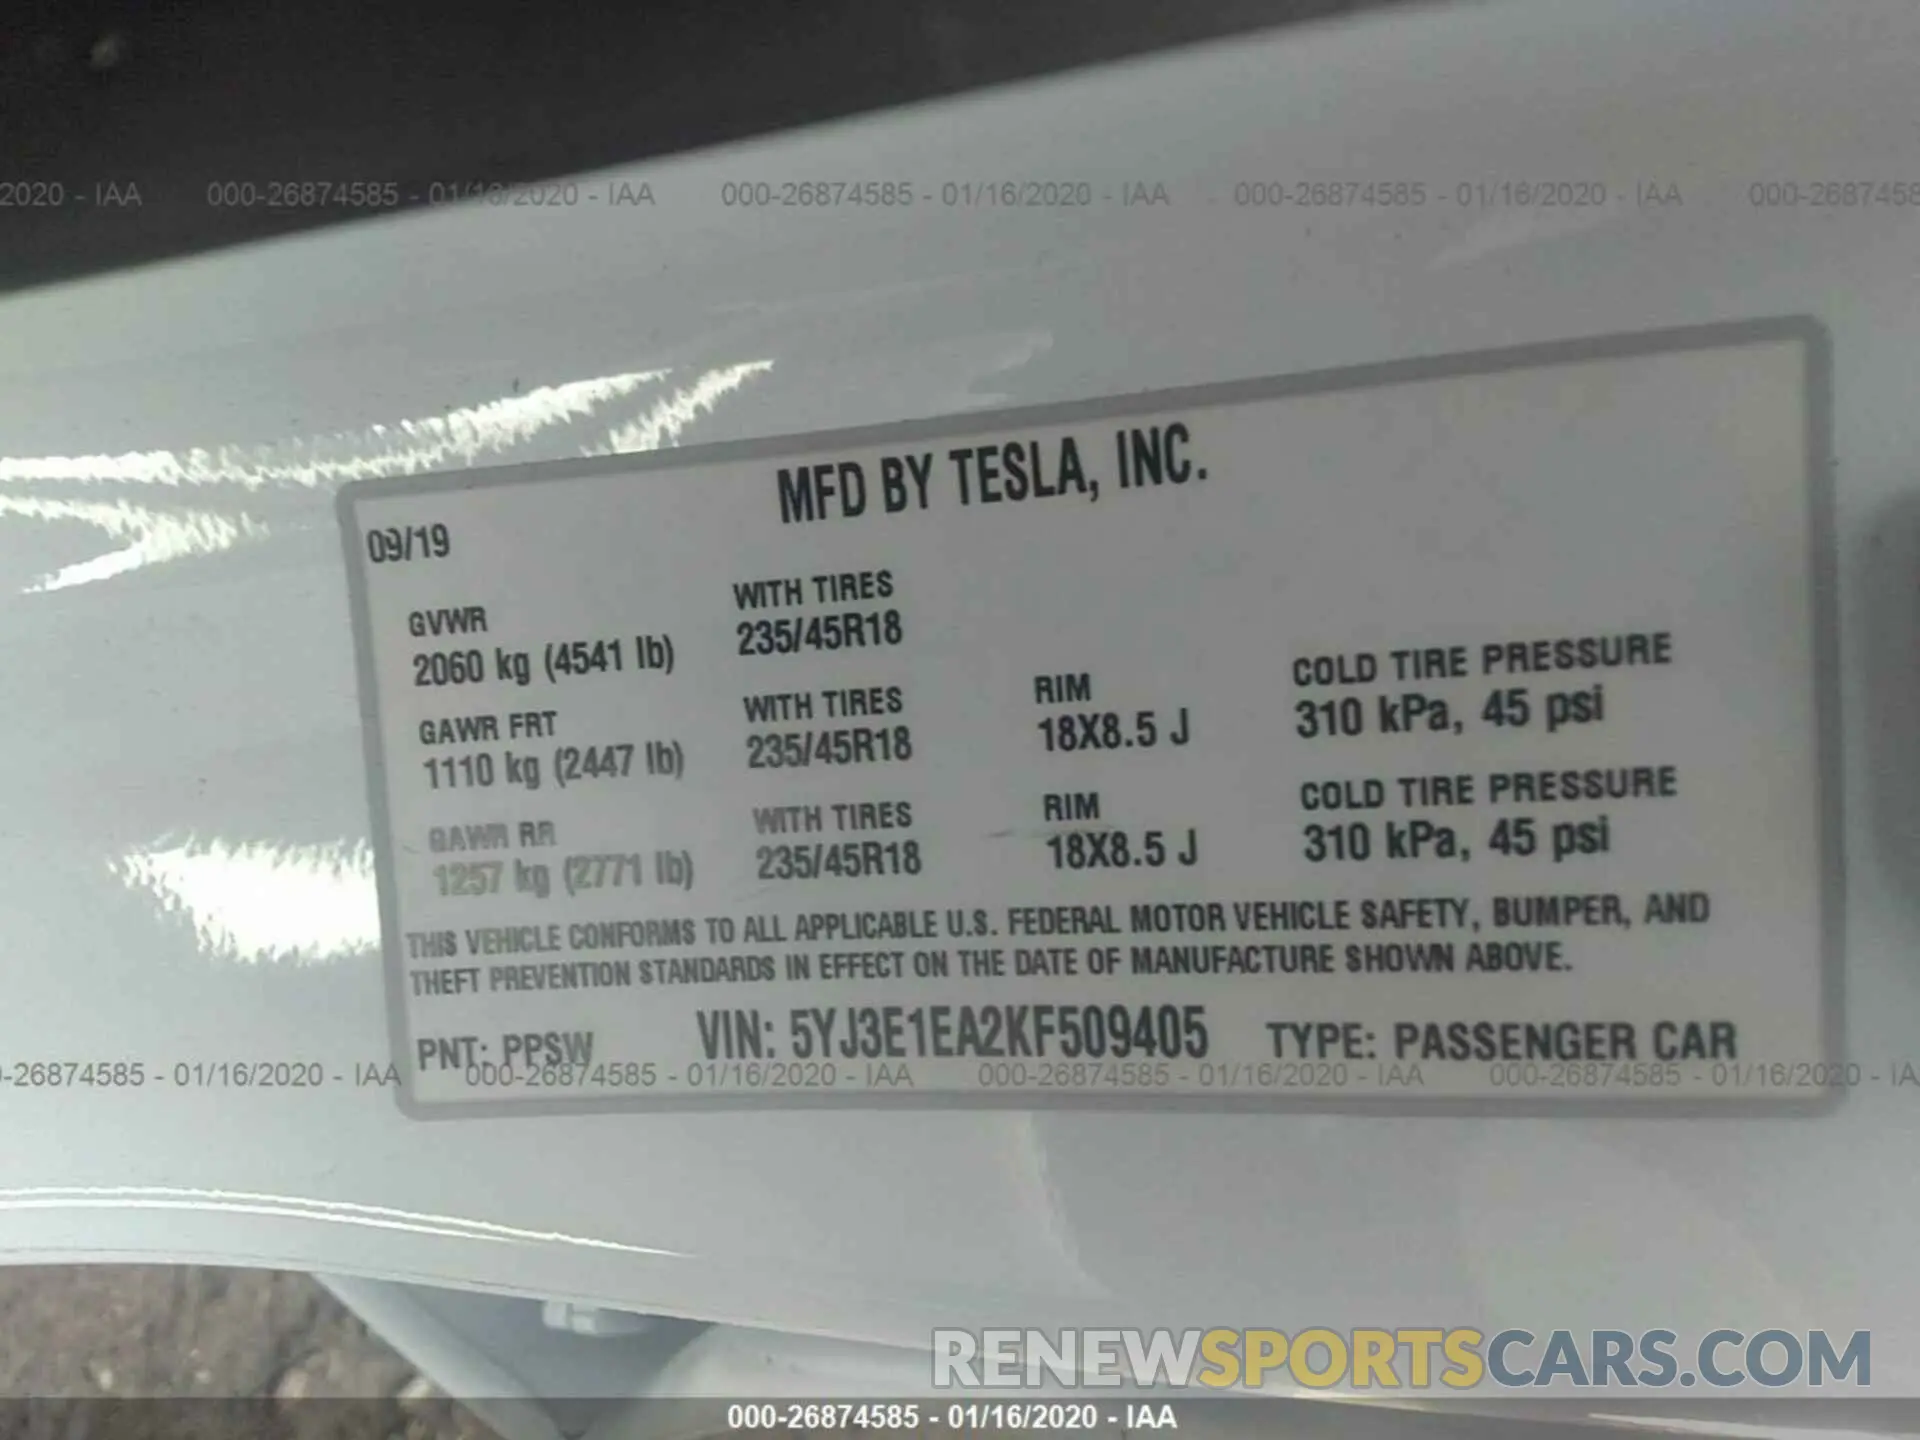 2020 - IAA 000-26874585 - 01/16/2020 - IAA 000-26874585 - 01/16/2020 - IAA 000-26874585 - 01/16/2020 - IAA 000-2687458
MFD BY TESLA, INC.
09/19
GVWR WITH TIRES
2060 kg (4541 lb) 235/45R18
GAWR FRT WITH TIRES RIM COLD TIRE PRESSURE
1110 kg (2447 lb) 235/45R18 18X8.5 J 310 kPa, 45 psi
GAWR RR WITH TIRES RIM COLD TIRE PRESSURE
1257 kg (2771 lb) 235/45R18 18X8.5 J 310 kPa, 45 psi
THIS VEHICLE CONFORMS TO ALL APPLICABLE U.S. FEDERAL MOTOR VEHICLE SAFETY, BUMPER, AND
THEFT PREVENTION STANDARDS IN EFFECT ON THE DATE OF MANUFACTURE SHOWN ABOVE.
PNT: PPSW VIN: 5YJ3E1EA2KF509405 TYPE: PASSENGER CAR
-26874585 - 01/16/2020 - IAA 000-26874585 - 01/16/2020 - IAA 000-26874585 - 01/16/2020 - IAA 000-26874585 - 01/16/2020 - IA
RENEWSPORTSCARS.COM
000-26874585 - 01/16/2020 - IAA